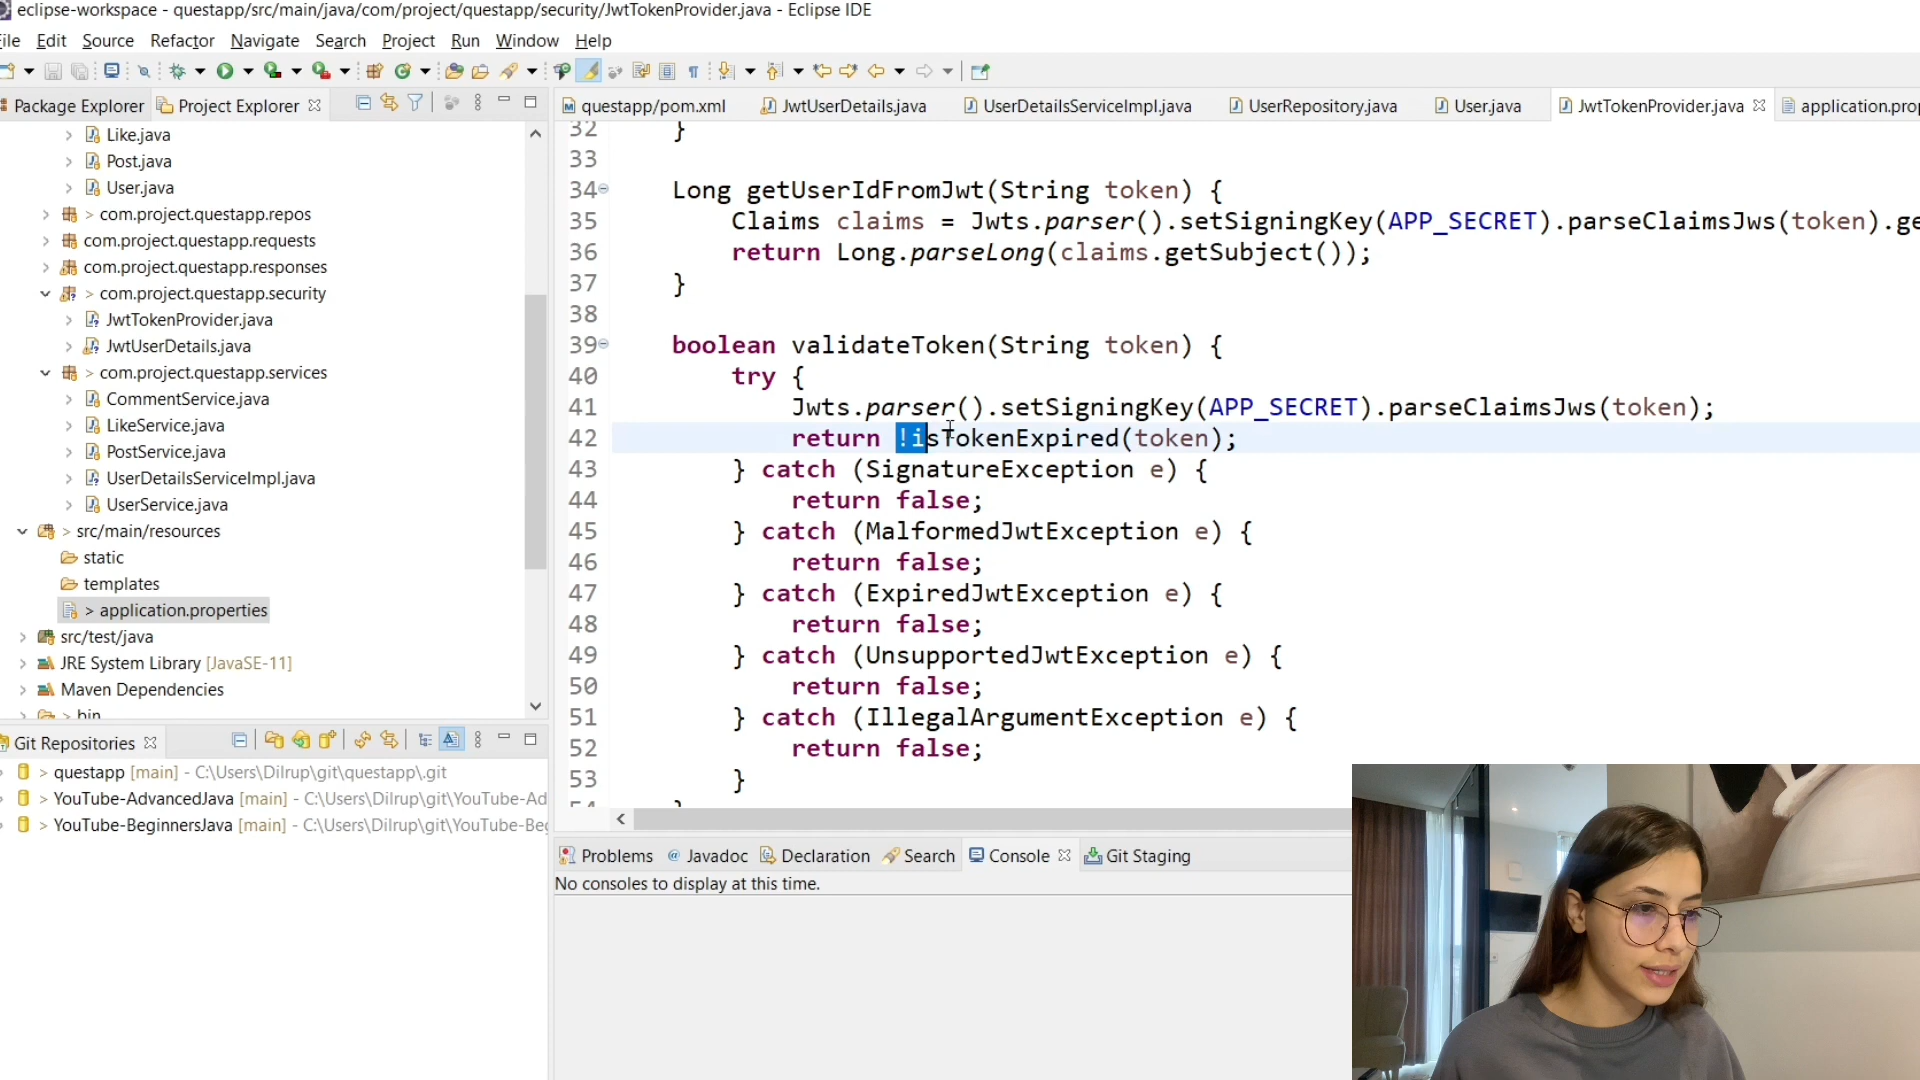 eclipse-workspace - questapp/src/main/java/com/project/questapp/security/JwtTokenProvider.java - Eclipse IDE
File Edit Source Refactor Navigate Search Project Run Window Help
Package Explorer Project Explorer
questapp/pom.xml JwtUserDetails.java UserDetailsServiceImpl.java UserRepository.java User.java JwtTokenProvider.java application.prop
Like.java
Post.java
User.java
> com.project.questapp.repos
com.project.questapp.requests
com.project.questapp.responses
> com.project.questapp.security
JwtTokenProvider.java
JwtUserDetails.java
> com.project.questapp.services
CommentService.java
LikeService.java
PostService.java
UserDetailsServiceImpl.java
UserService.java
> src/main/resources
static
templates
> application.properties
src/test/java
JRE System Library [JavaSE-11]
Maven Dependencies
> bin
32 }
33
34 Long getUserIdFromJwt(String token) {
35 Claims claims = Jwts.parser().setSigningKey(APP_SECRET).parseClaimsJws(token).ge
36 return Long.parseLong(claims.getSubject());
37 }
38
39 boolean validateToken(String token) {
40 try {
41 Jwts.parser().setSigningKey(APP_SECRET).parseClaimsJws(token);
42 return !isTokenExpired(token);
43 } catch (SignatureException e) {
44 return false;
45 } catch (MalformedJwtException e) {
46 return false;
47 } catch (ExpiredJwtException e) {
48 return false;
49 } catch (UnsupportedJwtException e) {
50 return false;
51 } catch (IllegalArgumentException e) {
52 return false;
53 }
54 }
Git Repositories
> questapp [main] - C:\Users\Dilrup\git\questapp\.git
> YouTube-AdvancedJava [main] - C:\Users\Dilrup\git\YouTube-Ad
> YouTube-BeginnersJava [main] - C:\Users\Dilrup\git\YouTube-Beg
Problems @ Javadoc Declaration Search Console Git Staging
No consoles to display at this time.